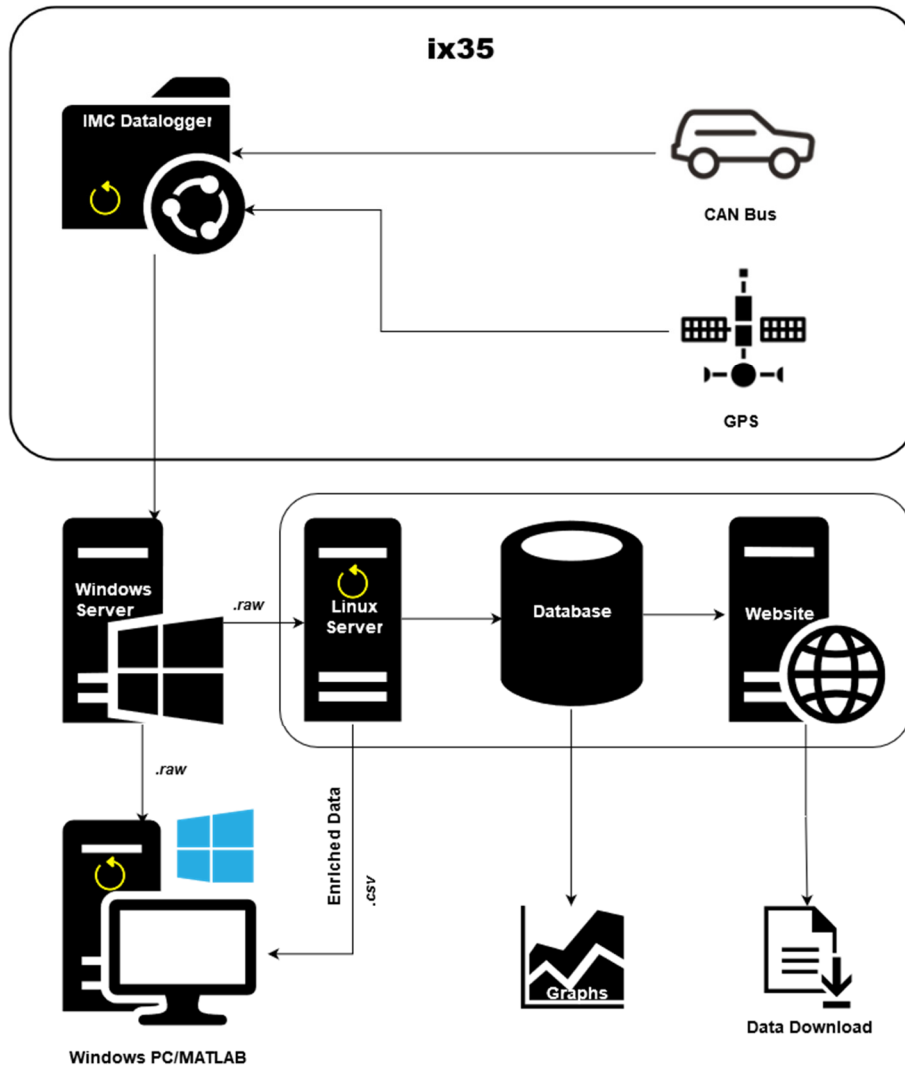 ix35
IMC Datalogger
CAN Bus
GPS
Windows
Server
.raw
Linux
Server
Database
Website
.raw
Enriched Data
.csv
Graphs
Data Download
Windows PC/MATLAB